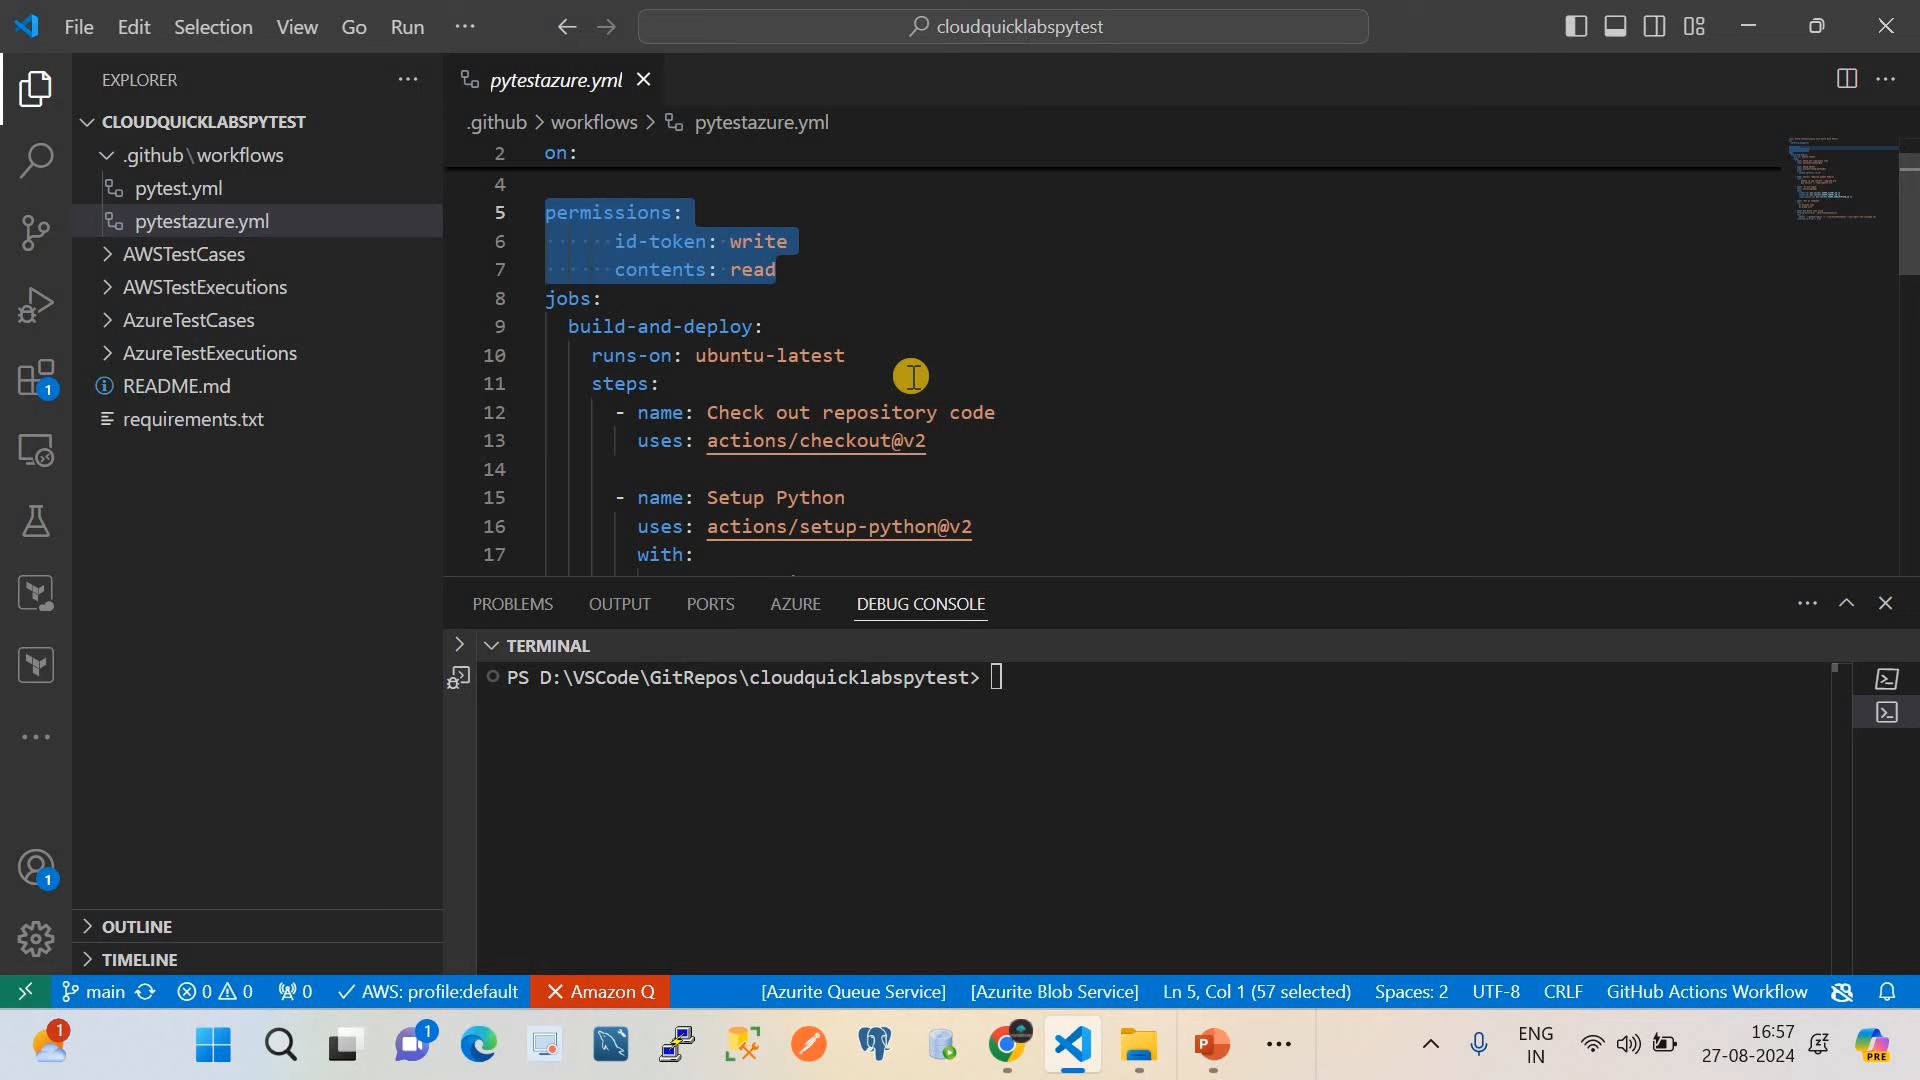 File Edit Selection View Go Run ···
cloudquicklabspytest
EXPLORER
CLOUDQUICKLABSPYTEST
.github\workflows
pytest.yml
pytestazure.yml
AWSTestCases
AWSTestExecutions
AzureTestCases
AzureTestExecutions
README.md
requirements.txt
OUTLINE
TIMELINE
pytestazure.yml
.github > workflows > pytestazure.yml
2 on:
4
5 permissions:
6 id-token: write
7 contents: read
8 jobs:
9 build-and-deploy:
10 runs-on: ubuntu-latest
11 steps:
12 - name: Check out repository code
13 uses: actions/checkout@v2
14
15 - name: Setup Python
16 uses: actions/setup-python@v2
17 with:
PROBLEMS OUTPUT PORTS AZURE DEBUG CONSOLE
TERMINAL
PS D:\VSCode\GitRepos\cloudquicklabspytest>
1
1
main 0 0 0 AWS: profile:default Amazon Q [Azurite Queue Service] [Azurite Blob Service] Ln 5, Col 1 (57 selected) Spaces: 2 UTF-8 CRLF GitHub Actions Workflow
1
1
ENG
IN
16:57
27-08-2024
PRE